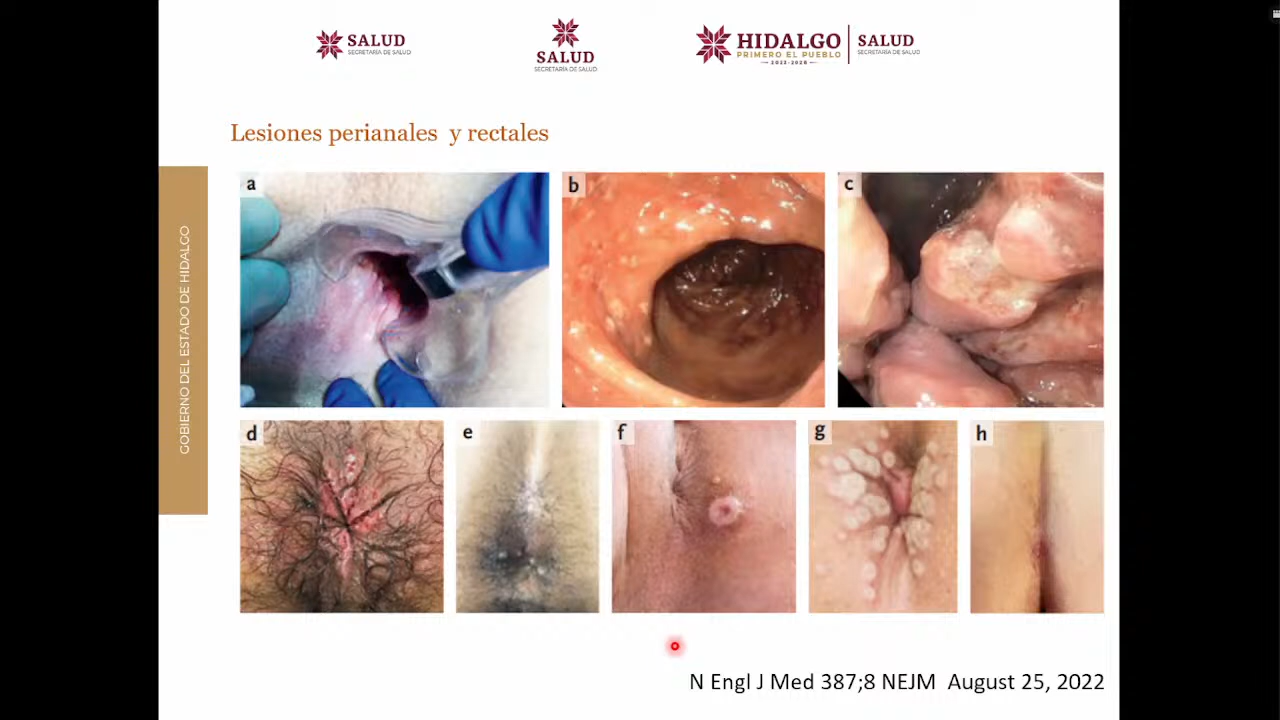 SALUD
SECRETARÍA DE SALUD
SALUD
SECRETARÍA DE SALUD
HIDALGO
PRIMERO EL PUEBLO
2022-2028
SALUD
SECRETARÍA DE SALUD
Lesiones perianales y rectales
GOBIERNO DEL ESTADO DE HIDALGO
a
b
c
d
e
f
g
h
N Engl J Med 387;8 NEJM August 25, 2022